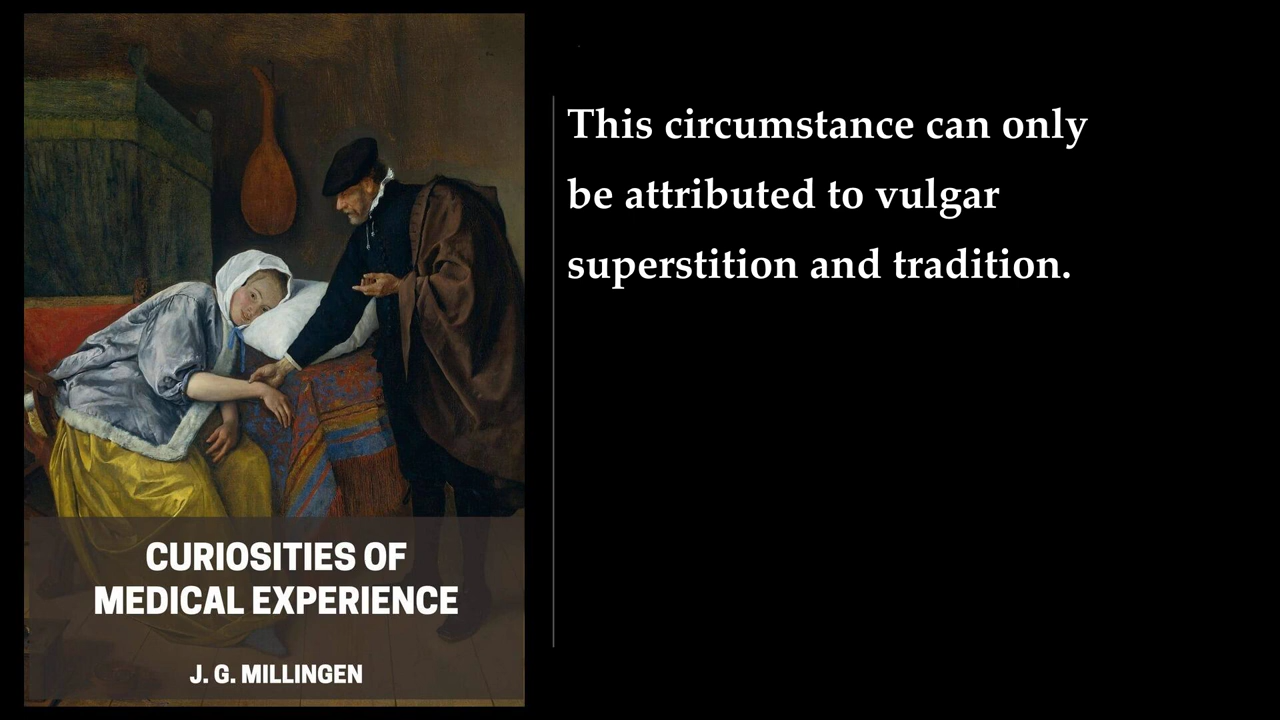 This circumstance can only
be attributed to vulgar
superstition and tradition.
CURIOSITIES OF
MEDICAL EXPERIENCE
J. G. MILLINGEN